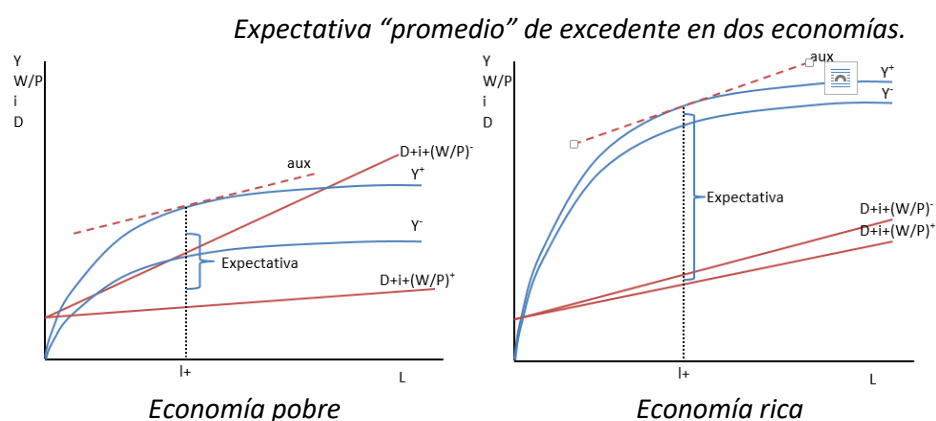 Expectativa “promedio” de excedente en dos economías.
Y
W/P
i
D
aux
D+i+(W/P)-
Y+
Y-
Expectativa
D+i+(W/P)+
I+
L
Economía pobre
Y
W/P
i
D
aux
Y+
Y-
Expectativa
D+i+(W/P)-
D+i+(W/P)+
I+
L
Economía rica